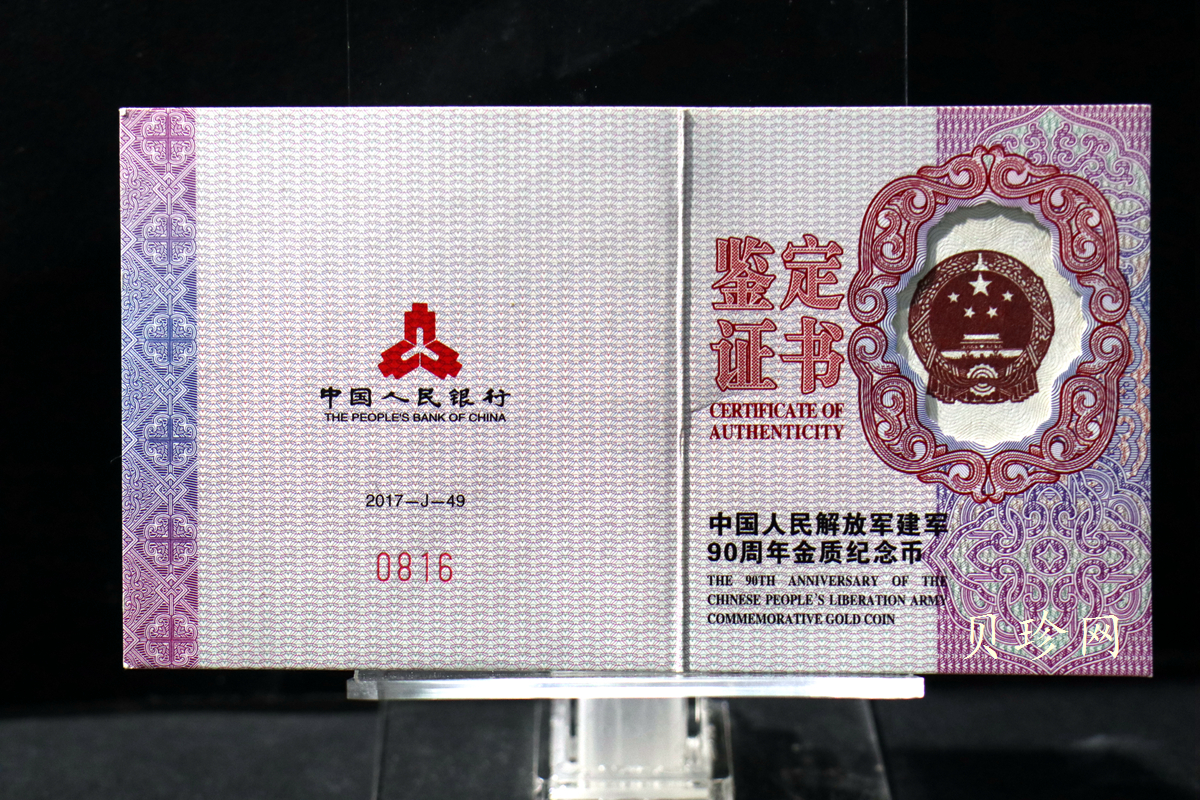 中国人民银行
THE PEOPLE'S BANK OF CHINA
2017—J—49
0816
鉴定
证书
CERTIFICATE OF
AUTHENTICITY
中国人民解放军建军
90周年金质纪念币
THE 90TH ANNIVERSARY OF THE
CHINESE PEOPLE'S LIBERATION ARMY
COMMEMORATIVE GOLD COIN
贝珍网